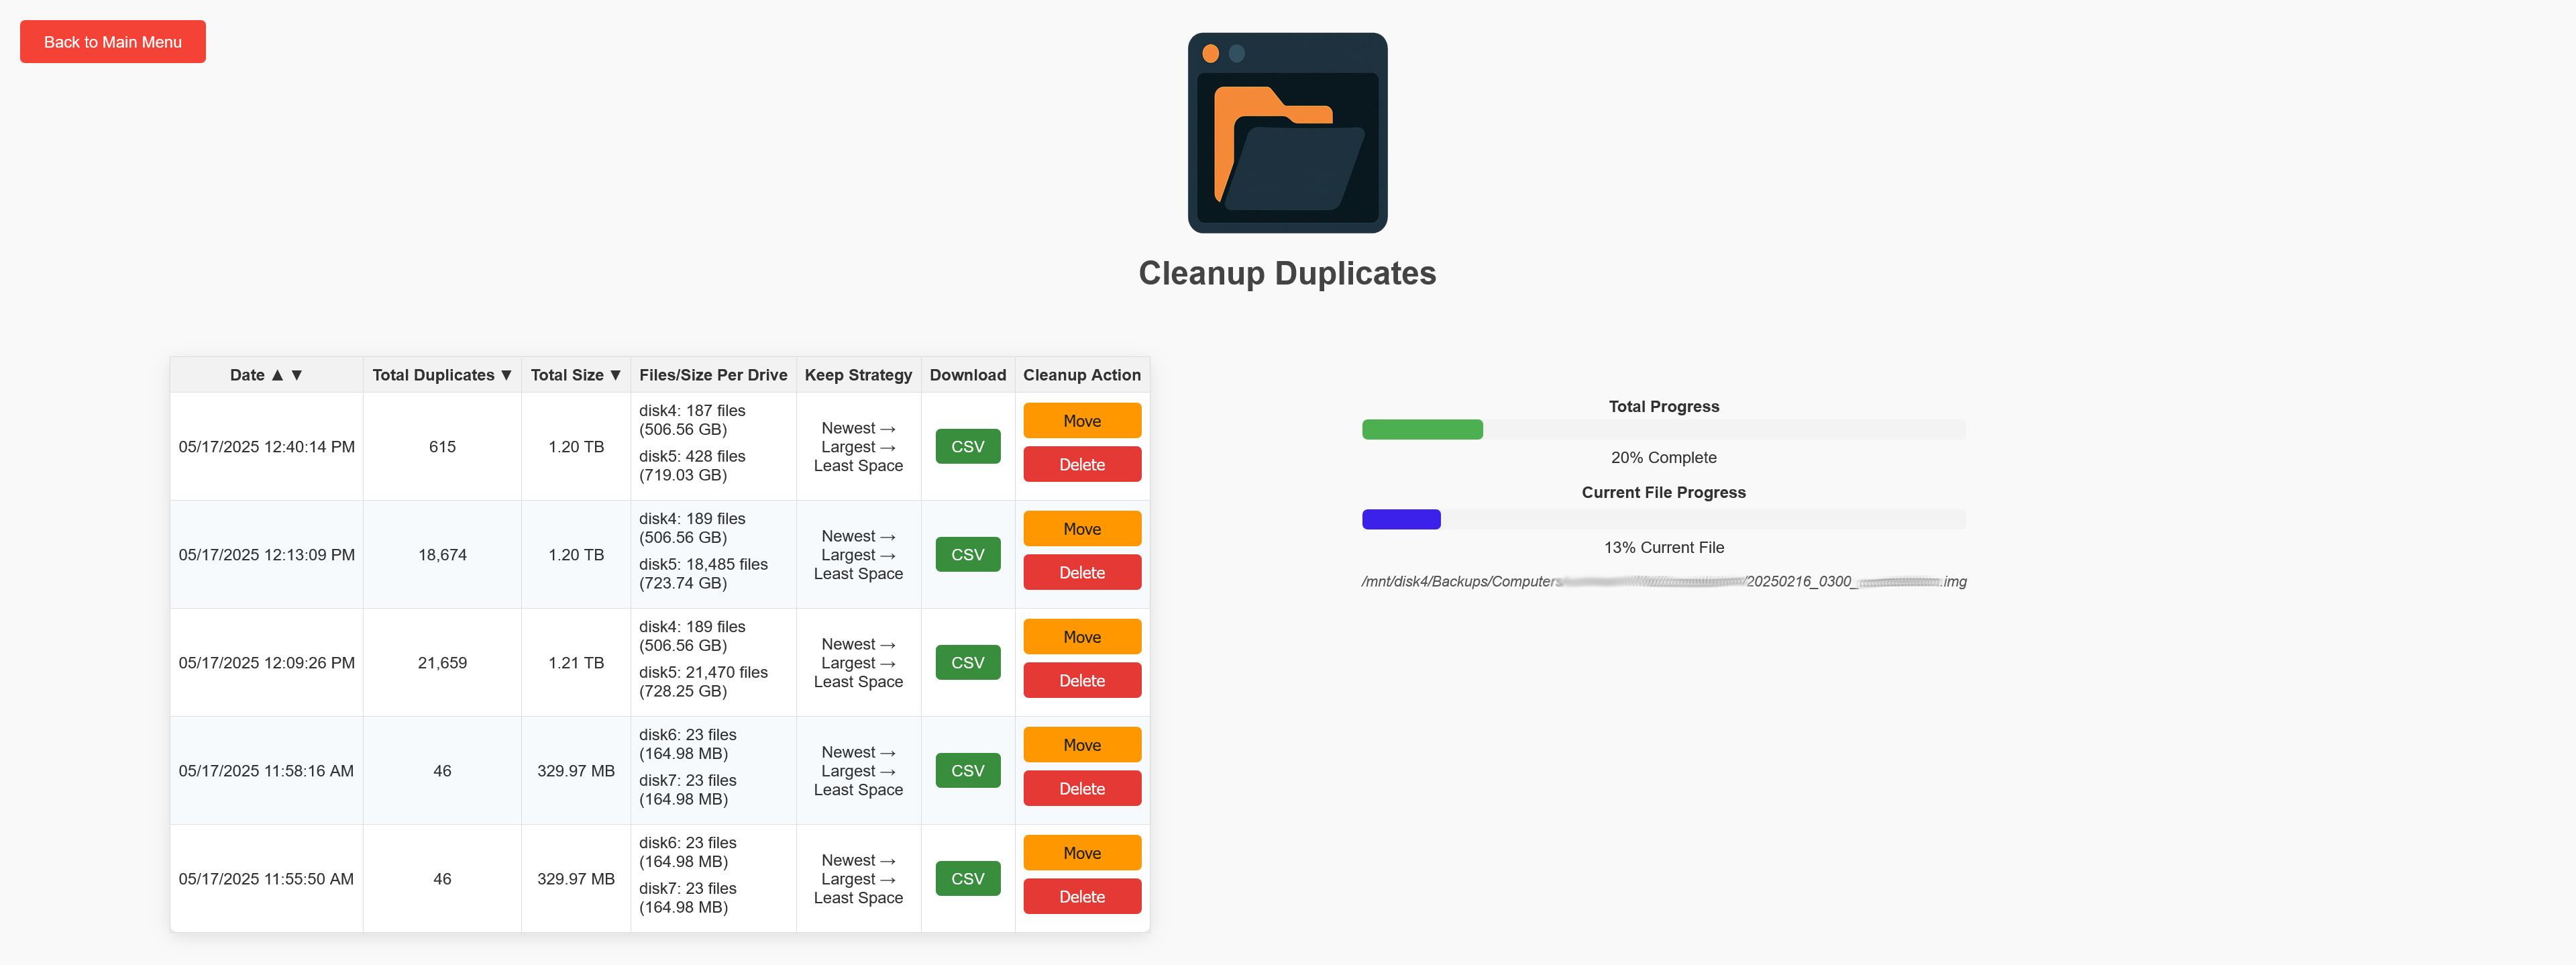 Back to Main Menu
Cleanup Duplicates
Date ▲ ▼ Total Duplicates ▼ Total Size ▼ Files/Size Per Drive Keep Strategy Download Cleanup Action
05/17/2025 12:40:14 PM 615 1.20 TB
disk4: 187 files
(506.56 GB)
disk5: 428 files
(719.03 GB)
Newest →
Largest →
Least Space
CSV
Move
Delete
05/17/2025 12:13:09 PM 18,674 1.20 TB
disk4: 189 files
(506.56 GB)
disk5: 18,485 files
(723.74 GB)
Newest →
Largest →
Least Space
CSV
Move
Delete
05/17/2025 12:09:26 PM 21,659 1.21 TB
disk4: 189 files
(506.56 GB)
disk5: 21,470 files
(728.25 GB)
Newest →
Largest →
Least Space
CSV
Move
Delete
05/17/2025 11:58:16 AM 46 329.97 MB
disk6: 23 files
(164.98 MB)
disk7: 23 files
(164.98 MB)
Newest →
Largest →
Least Space
CSV
Move
Delete
05/17/2025 11:55:50 AM 46 329.97 MB
disk6: 23 files
(164.98 MB)
disk7: 23 files
(164.98 MB)
Newest →
Largest →
Least Space
CSV
Move
Delete
Total Progress
20% Complete
Current File Progress
13% Current File
/mnt/disk4/Backups/Computers /20250216_0300_ .img